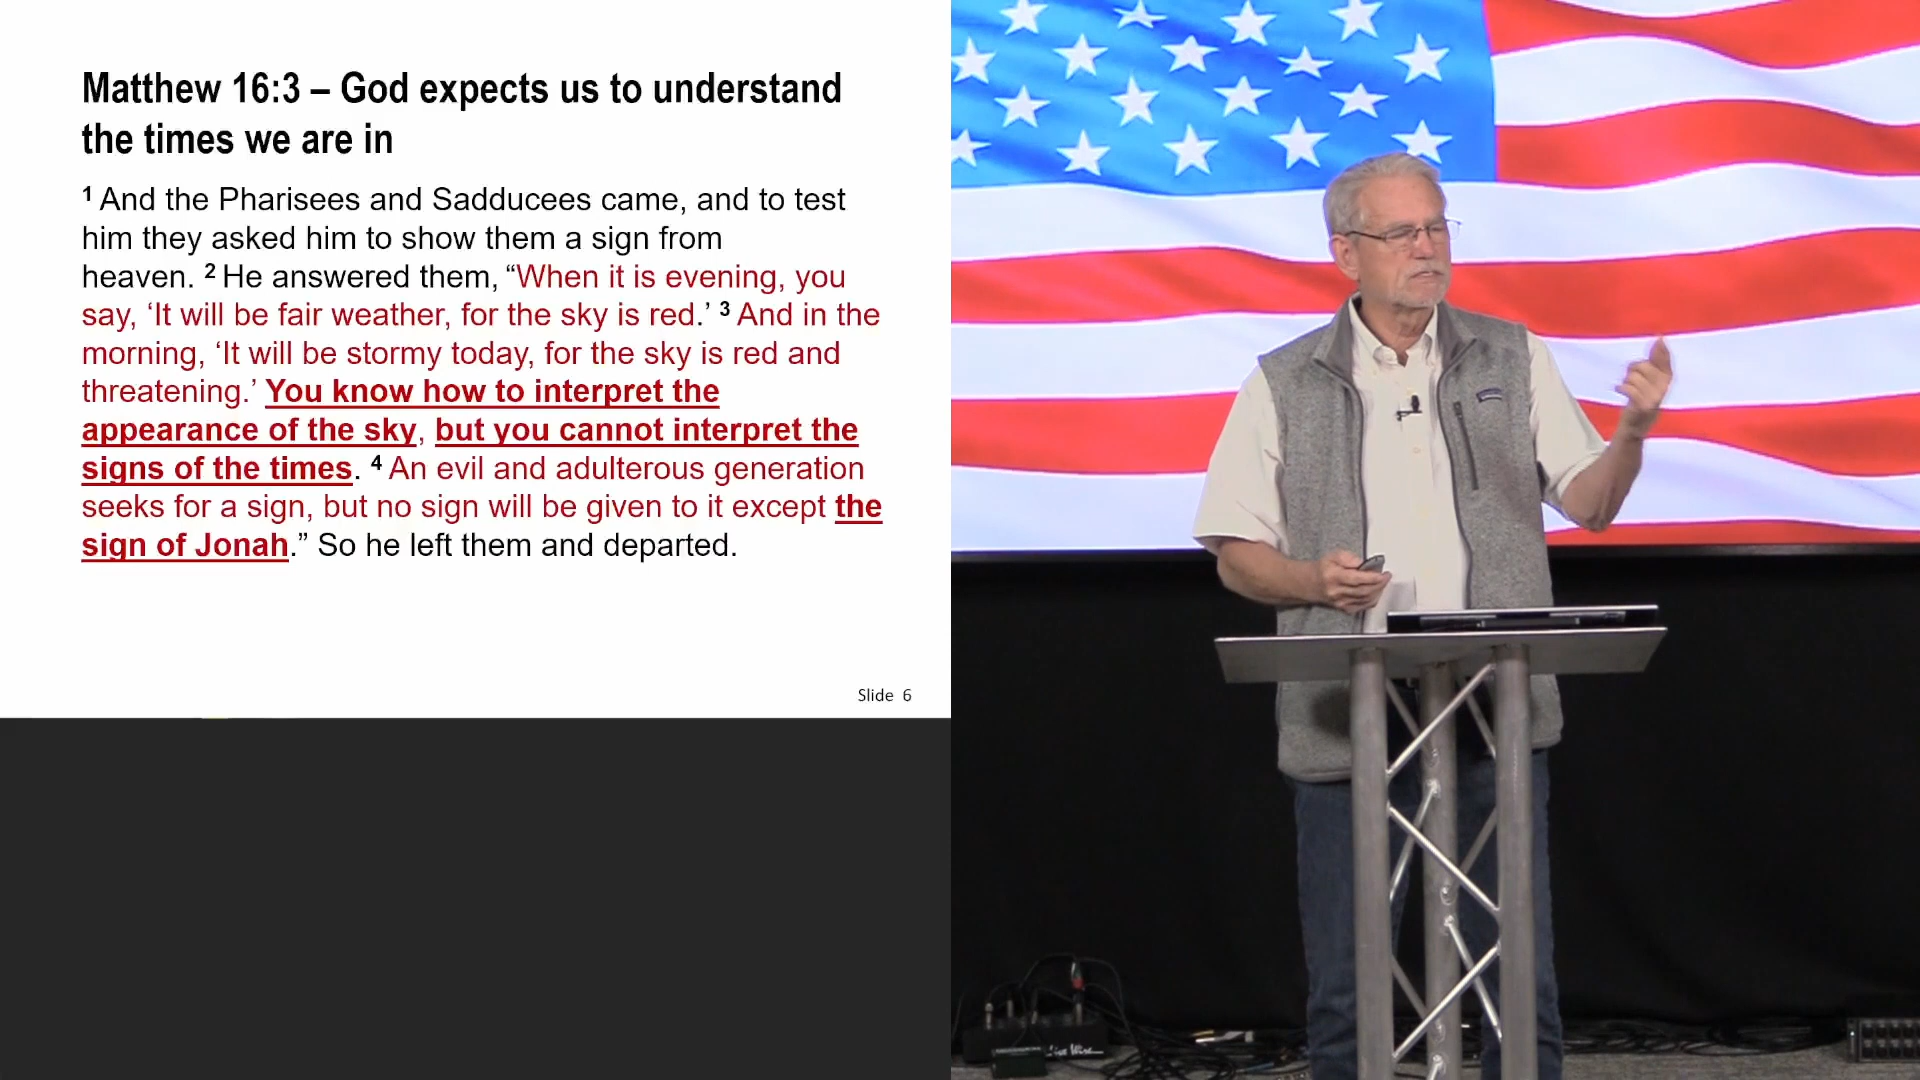 Matthew 16:3 – God expects us to understand
the times we are in
1 And the Pharisees and Sadducees came, and to test
him they asked him to show them a sign from
heaven. 2 He answered them, “When it is evening, you
say, ‘It will be fair weather, for the sky is red.’ 3 And in the
morning, ‘It will be stormy today, for the sky is red and
threatening.’ You know how to interpret the
appearance of the sky, but you cannot interpret the
signs of the times. 4 An evil and adulterous generation
seeks for a sign, but no sign will be given to it except the
sign of Jonah.” So he left them and departed.
Slide 6
Live Wire